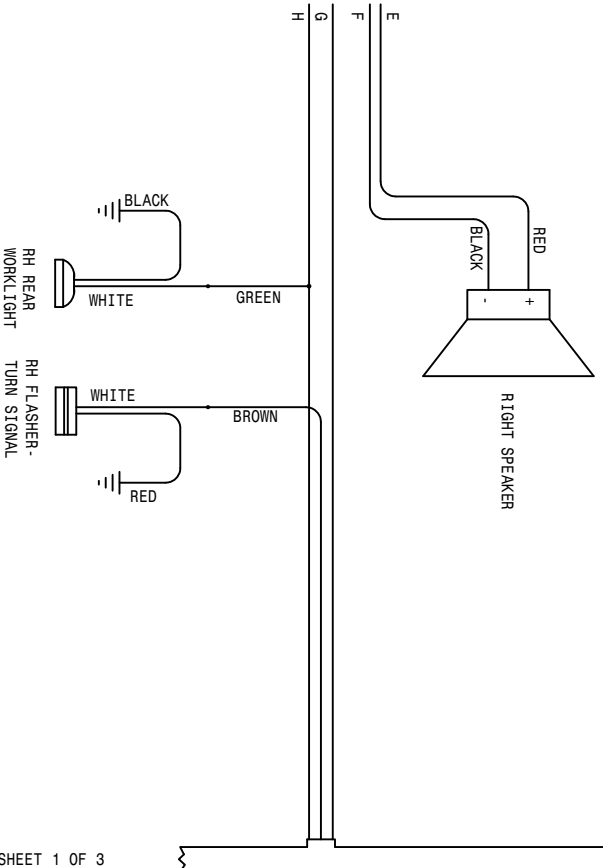 H
G
F
E
RED
BLACK
-
+
RIGHT SPEAKER
BLACK
WHITE
GREEN
RH REAR
WORKLIGHT
WHITE
BROWN
RED
RH FLASHER-
TURN SIGNAL
SHEET 1 OF 3